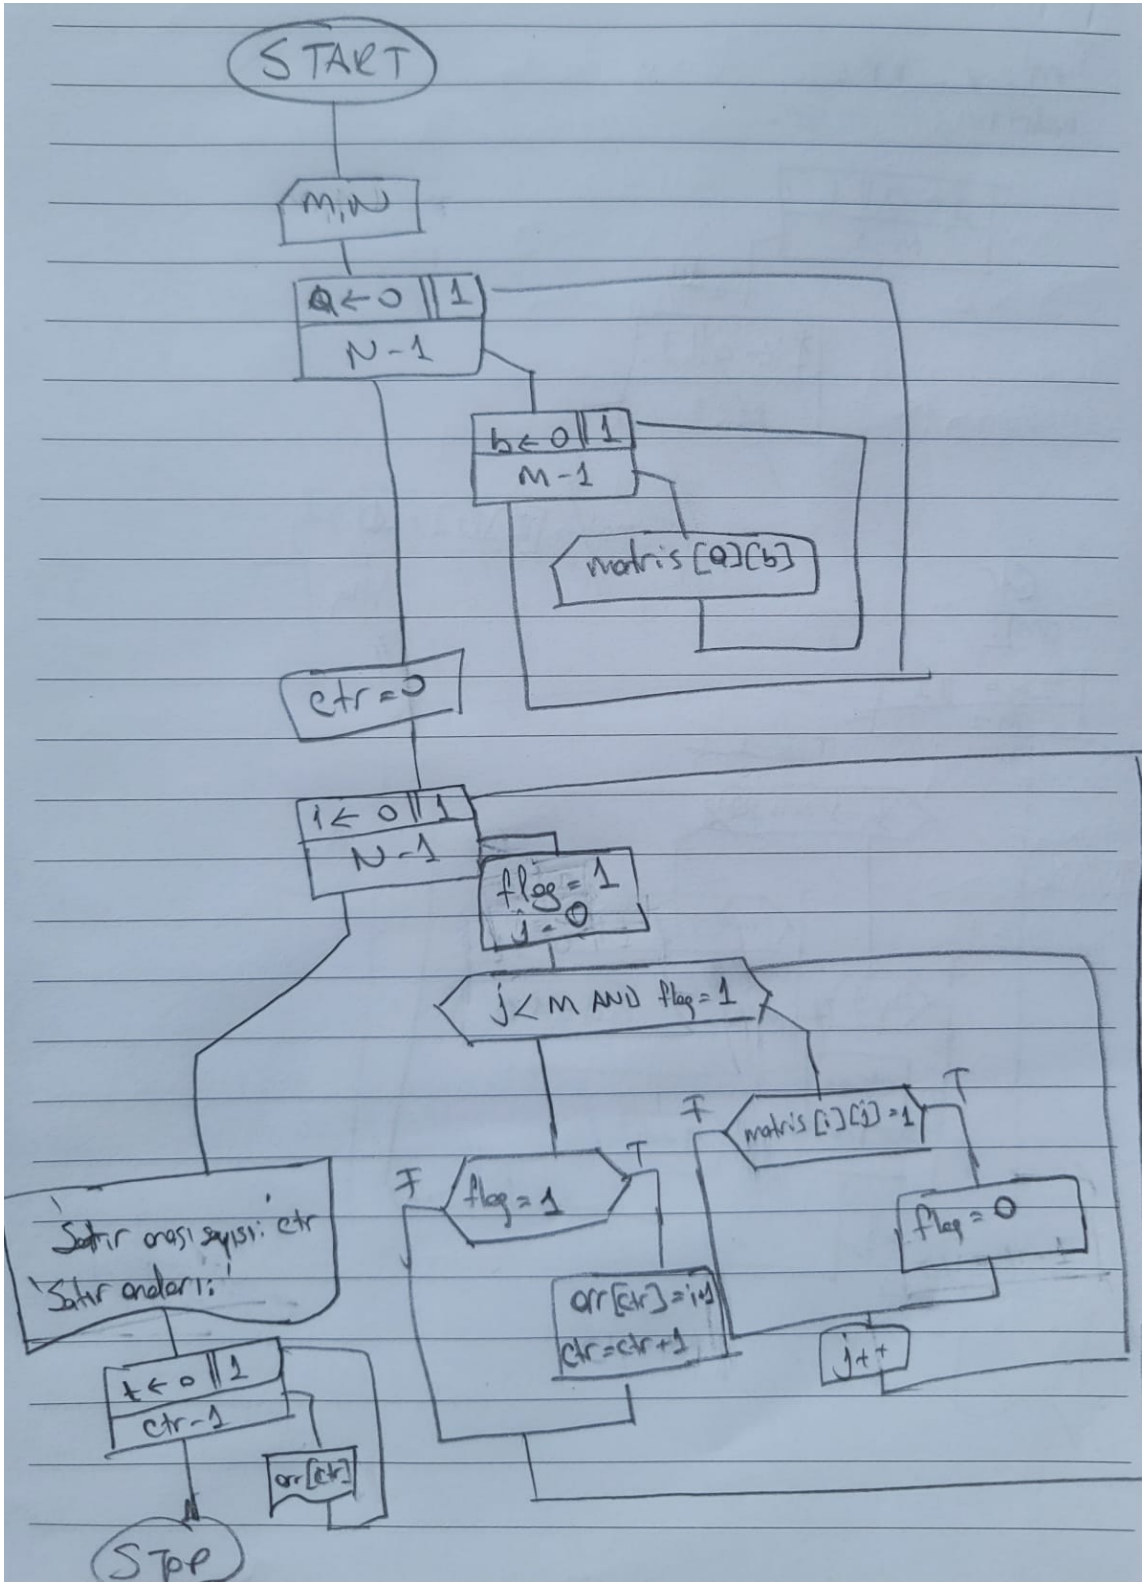 START
M,N
a ← 0 || 1
N-1
b ← 0 || 1
M-1
matris[a][b]
ctr=0
i ← 0 || 1
N-1
flag = 1
j = 0
j < M AND flag = 1
F
matris[i][j]=1
T
F
flag = 1
T
flag = 0
arr[ctr]=i+1
ctr=ctr+1
j++
'Satır anası sayısı:' ctr
'Satır anaları:'
t ← 0 || 1
ctr-1
arr[ctr]
STOP